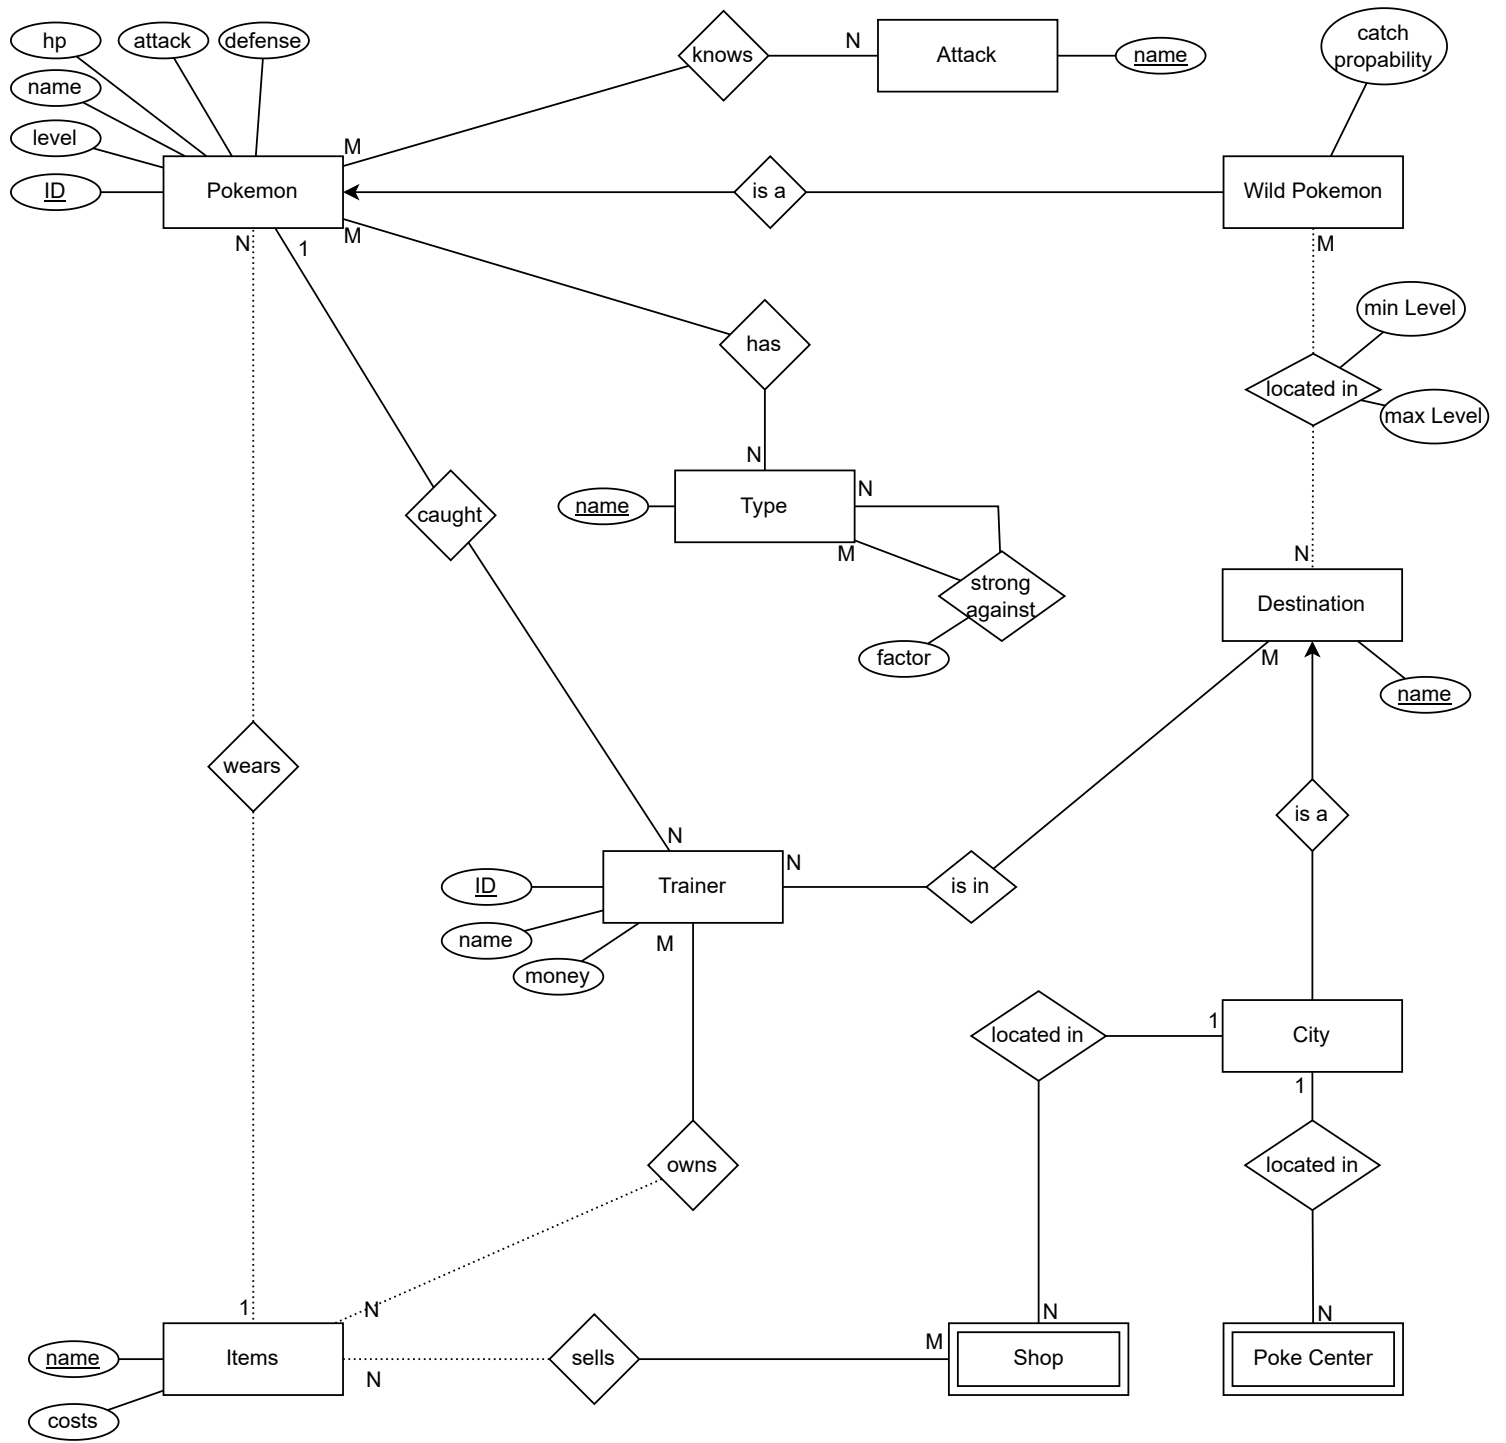 hp
attack
defense
name
level
ID
Pokemon
knows
N
Attack
name
catch
propability
M
is a
Wild Pokemon
N
1
M
M
min Level
has
located in
max Level
N
N
name
Type
caught
M
strong
against
factor
N
Destination
M
name
wears
is a
N
N
ID
Trainer
is in
name
M
money
located in
1
City
1
owns
located in
1
N
N
N
name
Items
N
sells
M
Shop
Poke Center
costs